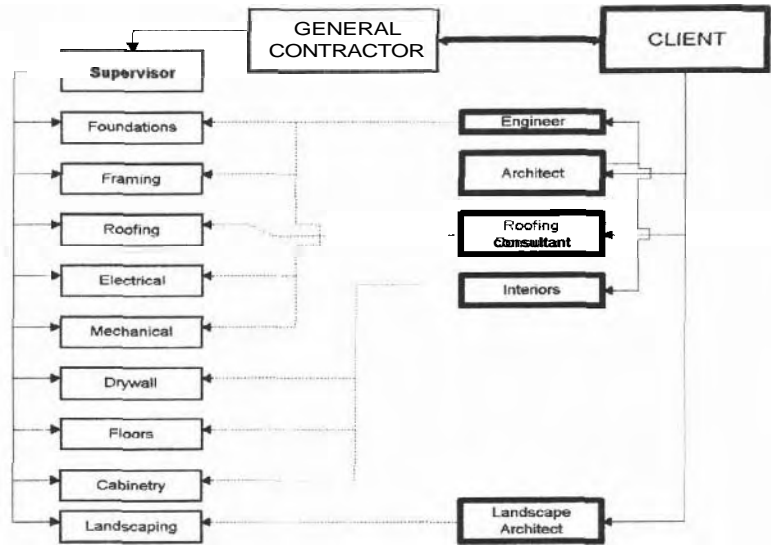 GENERAL
CONTRACTOR
CLIENT
Supervisor
Foundations
Engineer
Framing
Architect
Roofing
Roofing
Consultant
Electrical
Interiors
Mechanical
Drywall
Floors
Cabinetry
Landscaping
Landscape
Architect